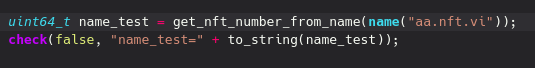 uint64_t name_test = get_nft_number_from_name(name("aa.nft.vi"));
check(false, "name_test=" + to_string(name_test));